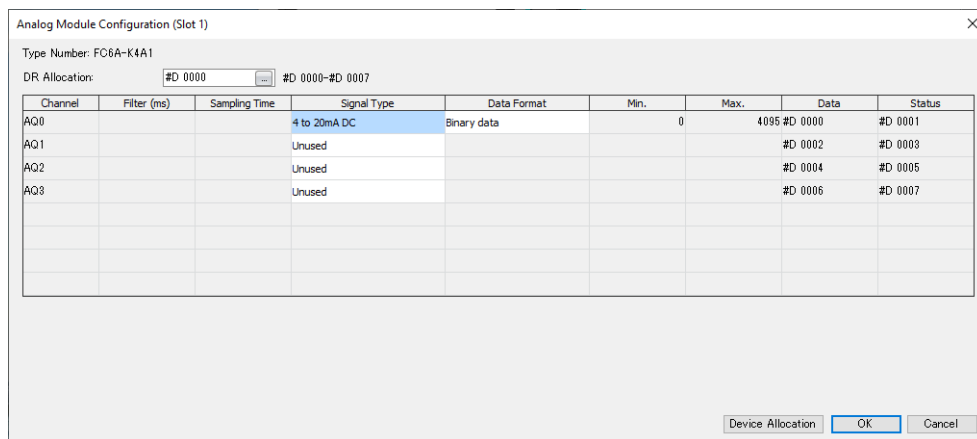 Analog Module Configuration (Slot 1)
Type Number: FC6A-K4A1
DR Allocation: #D 0000 ... #D 0000-#D 0007
Channel Filter (ms) Sampling Time Signal Type Data Format Min. Max. Data Status
AQ0 4 to 20mA DC Binary data 0 4095 #D 0000 #D 0001
AQ1 Unused #D 0002 #D 0003
AQ2 Unused #D 0004 #D 0005
AQ3 Unused #D 0006 #D 0007
Device Allocation OK Cancel